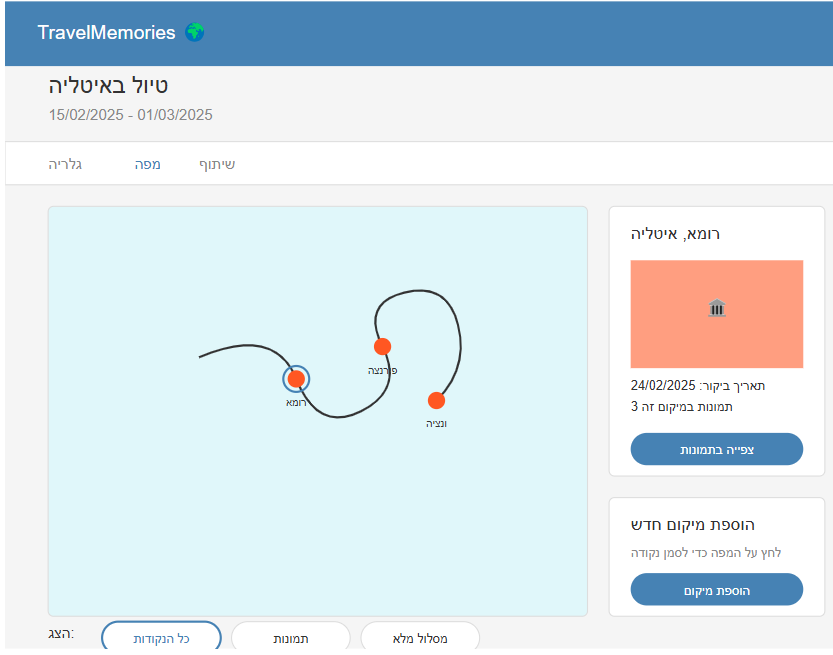 TravelMemories 🌍
טיול באיטליה
15/02/2025 - 01/03/2025
גלריה
מפה
שיתוף
רומא
פירנצה
ונציה
רומא, איטליה
תאריך ביקור: 24/02/2025
תמונות במיקום זה 3
צפייה בתמונות
הוספת מיקום חדש
לחץ על המפה כדי לסמן נקודה
הוספת מיקום
הצג:
כל הנקודות
תמונות
מסלול מלא